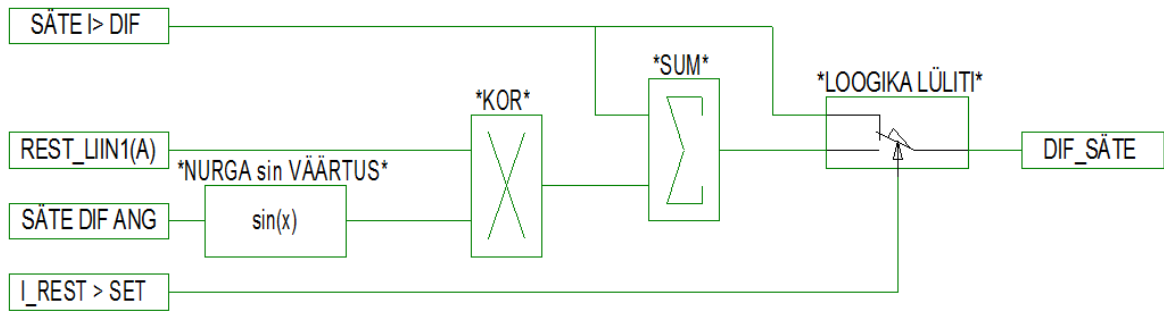 SÄTE I> DIF
*SUM*
*LOOGIKA LÜLITI*
*KOR*
REST_LIIN1(A)
DIF_SÄTE
*NURGA sin VÄÄRTUS*
SÄTE DIF ANG
sin(x)
I_REST > SET